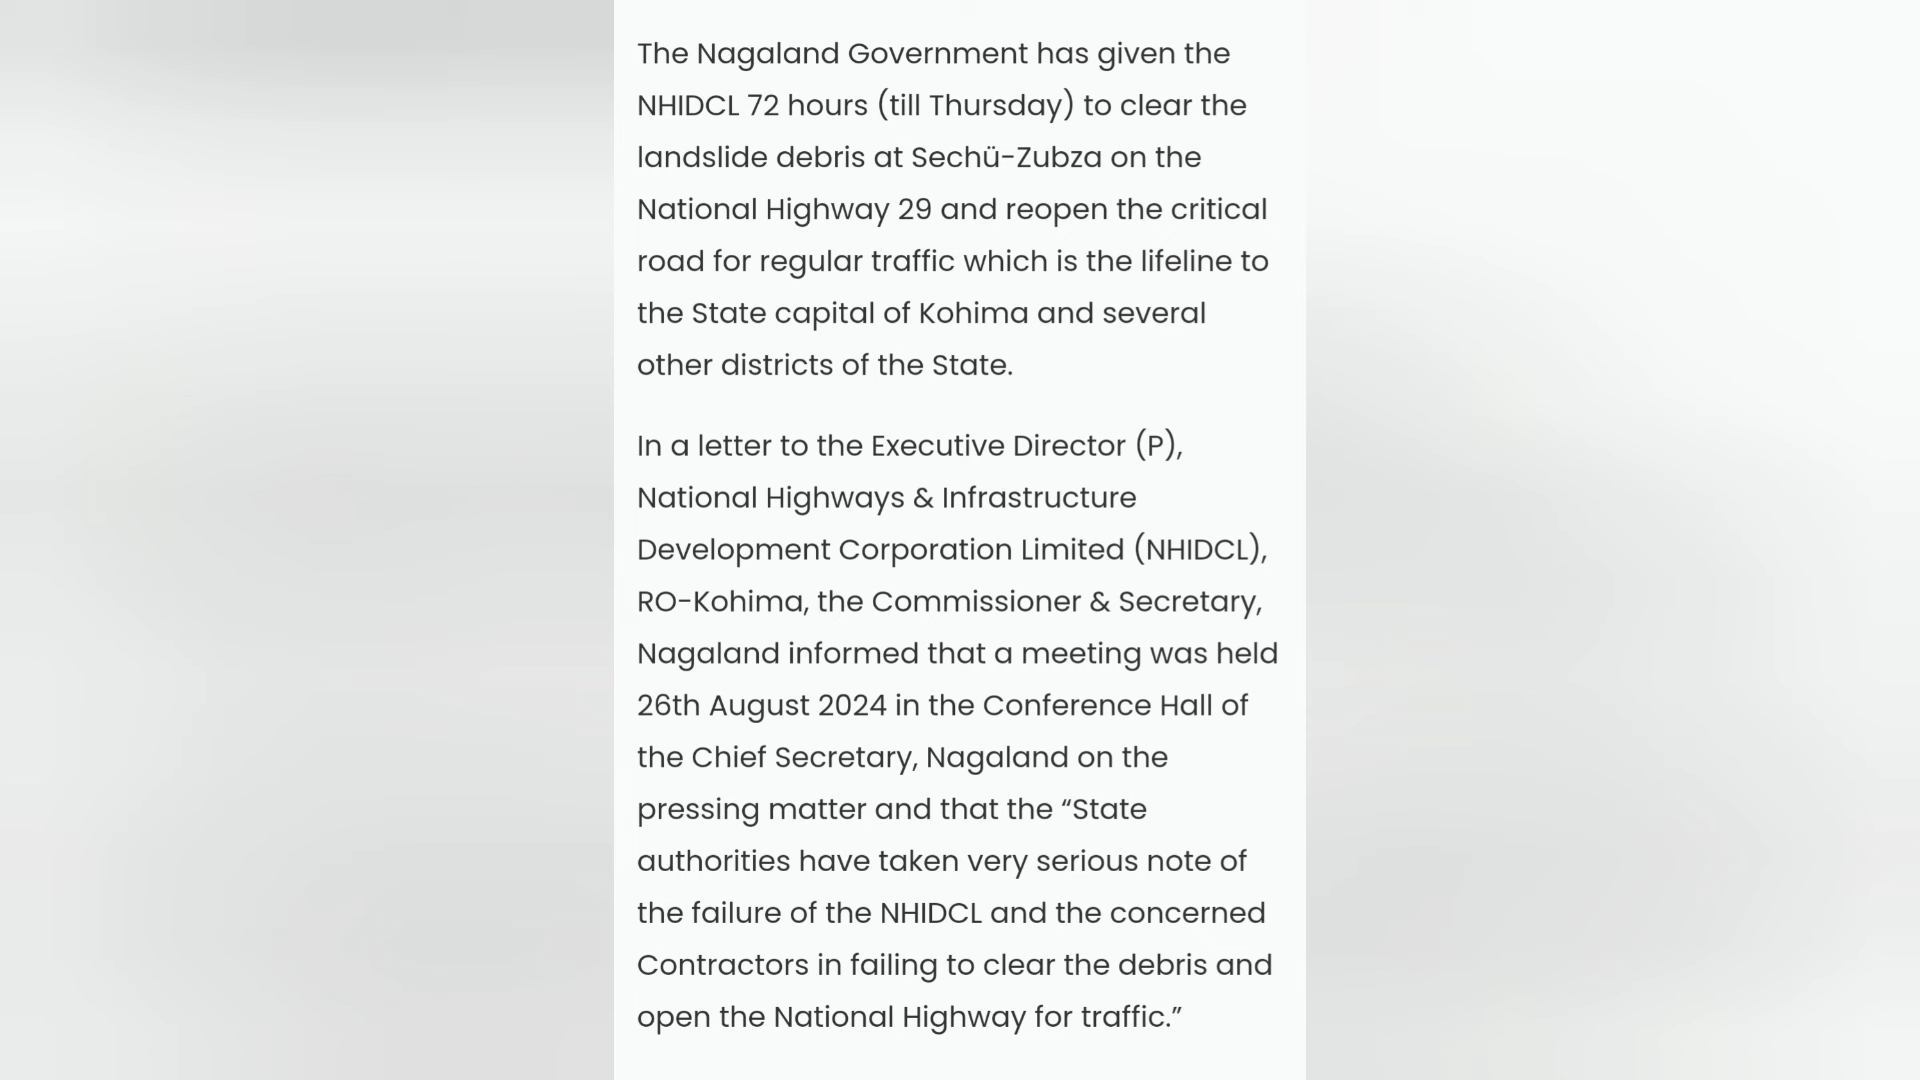 The Nagaland Government has given the
NHIDCL 72 hours (till Thursday) to clear the
landslide debris at Sechü-Zubza on the
National Highway 29 and reopen the critical
road for regular traffic which is the lifeline to
the State capital of Kohima and several
other districts of the State.
In a letter to the Executive Director (P),
National Highways & Infrastructure
Development Corporation Limited (NHIDCL),
RO-Kohima, the Commissioner & Secretary,
Nagaland informed that a meeting was held
26th August 2024 in the Conference Hall of
the Chief Secretary, Nagaland on the
pressing matter and that the “State
authorities have taken very serious note of
the failure of the NHIDCL and the concerned
Contractors in failing to clear the debris and
open the National Highway for traffic.”